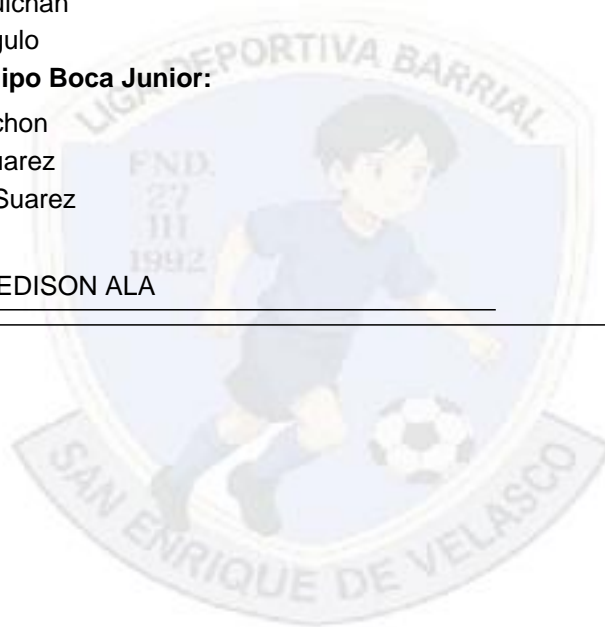 uichan
gulo
ipo Boca Junior:
chon
uarez
Suarez
EDISON ALA
LIGA DEPORTIVA BARRIAL
FND.
27
III
1992
SAN ENRIQUE DE VELASCO